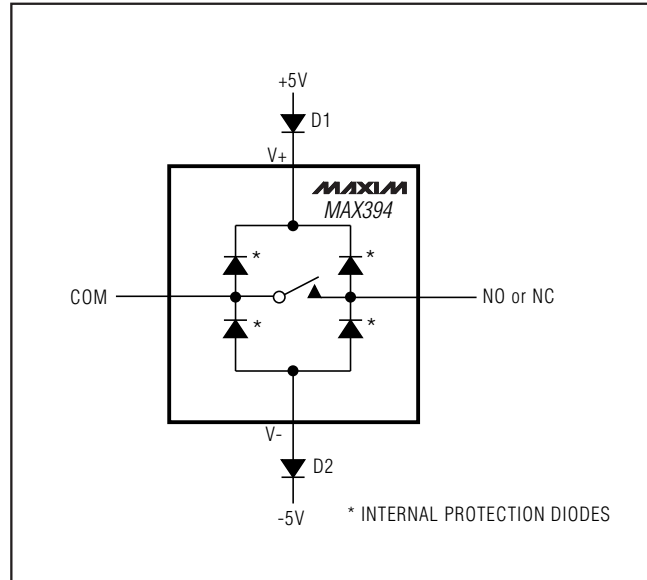 +5V
D1
V+
MAXIM
MAX394
*
*
COM
NO or NC
*
*
V-
D2
-5V
* INTERNAL PROTECTION DIODES